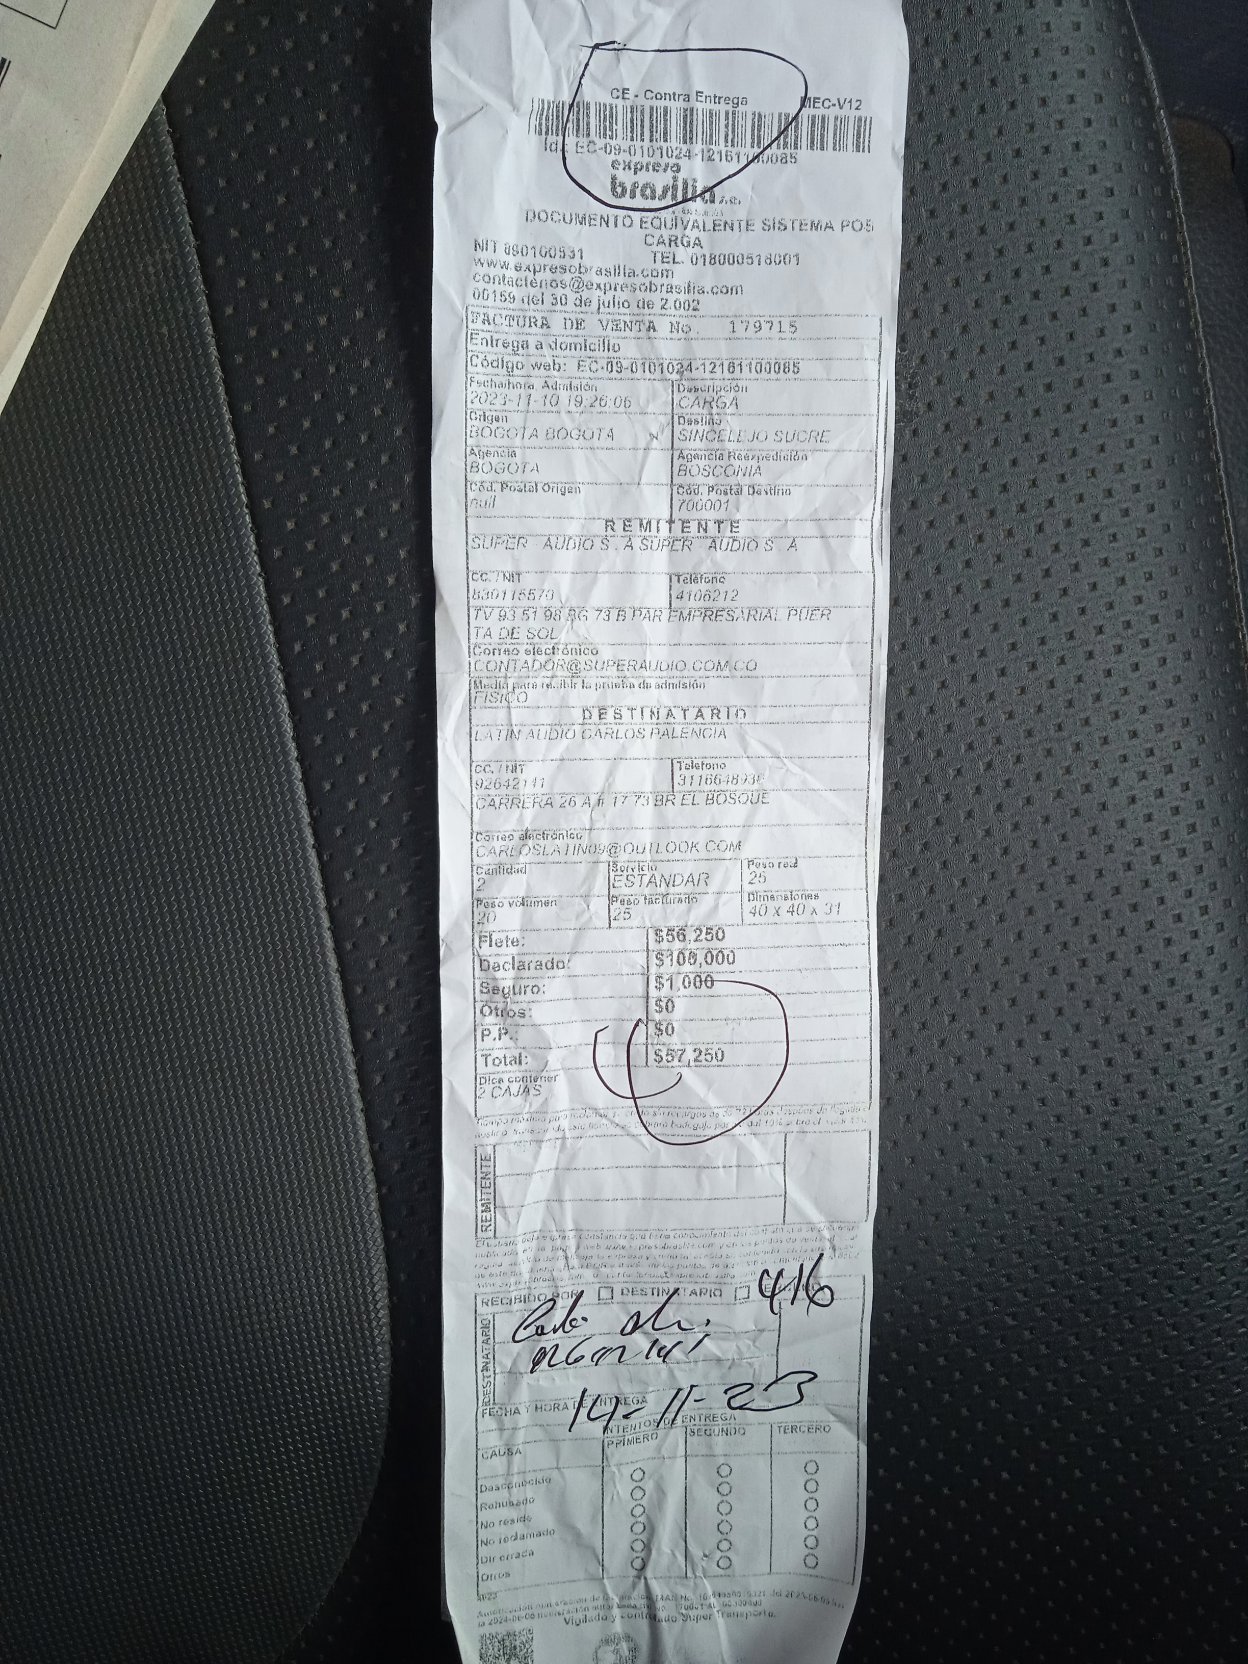 CE - Contra Entrega
MEC-V12
Id: EC-09-0101024-12161100085
expreso
brasilia s.a.
DOCUMENTO EQUIVALENTE SISTEMA POS
CARGA
NIT 890100531 TEL. 018000518001
www.expresobrasilia.com
contactenos@expresobrasilia.com
00159 del 30 de julio de 2.002
FACTURA DE VENTA No. 179715
Entrega a domicilio
Código web: EC-09-0101024-12161100085
Fecha/hora Admisión Descripción
2023-11-10 19:26:06 CARGA
Origen Destino
BOGOTA BOGOTA SINCELEJO SUCRE
Agencia Agencia Reexpedición
BOGOTA BOSCONIA
Cód. Postal Origen Cód. Postal Destino
null 700001
REMITENTE
SUPER AUDIO S . A SUPER AUDIO S . A
CC. / NIT Teléfono
830115570 4106212
TV 93 51 98 BG 73 B PAR EMPRESARIAL PUER
TA DE SOL
Correo electrónico
CONTADOR@SUPERAUDIO.COM.CO
Medio para recibir la prueba de admisión
FISICO
DESTINATARIO
LATIN AUDIO CARLOS PALENCIA
CC. / NIT Teléfono
92642141
CARRERA 26 A # 17 73 BR EL BOSQUE
Correo electrónico
CARLOSLATIN09@OUTLOOK.COM
Cantidad Servicio Peso real
2 ESTANDAR 25
Peso volumen Peso facturado Dimensiones
20 25 40 x 40 x 31
Flete: $56,250
Declarado: $100,000
Seguro: $1,000
Otros: $0
P.P.: $0
Total: $57,250
Dice contener
2 CAJAS
REMITENTE
RECIBIDO POR DESTINATARIO
416
DESTINATARIO
14-11-23
FECHA Y HORA DE ENTREGA
INTENTOS DE ENTREGA
CAUSA PRIMERO SEGUNDO TERCERO
Desconocido
Rehusado
No reside
No reclamado
Dir errada
Otros
Vigilado y controlado Super Transporte.